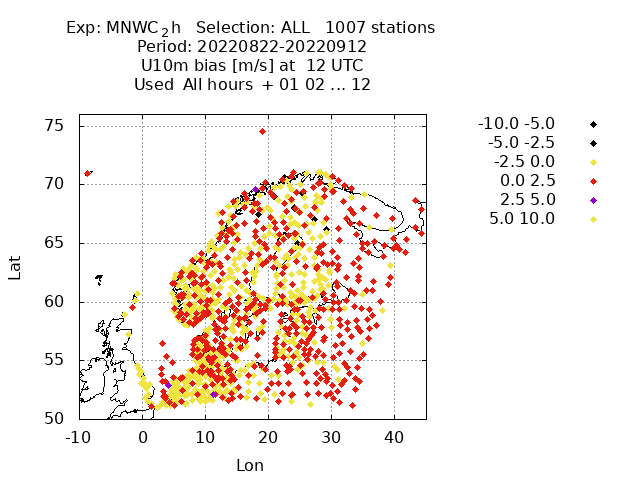 Exp: MNWC_2h   Selection: ALL   1007 stations
Period: 20220822-20220912
U10m bias [m/s] at  12 UTC
Used  All hours  + 01 02 ... 12
-10.0 -5.0
-5.0 -2.5
-2.5 0.0
0.0 2.5
2.5 5.0
5.0 10.0
75
70
65
60
55
50
Lat
-10 0 10 20 30 40
Lon